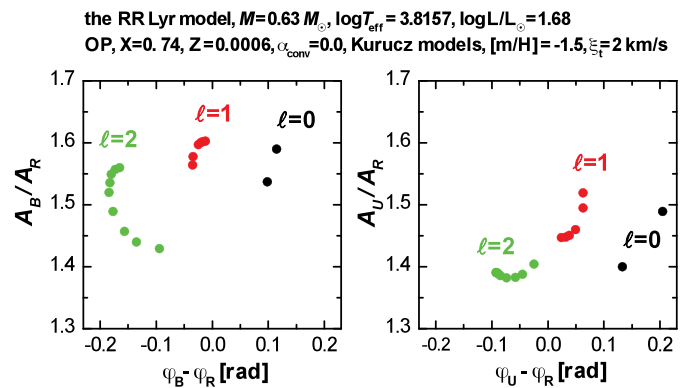 the RR Lyr model, M=0.63 M☉, logTeff = 3.8157, logL/L☉=1.68
OP, X=0. 74, Z=0.0006, αconv=0.0, Kurucz models, [m/H]= -1.5, ξt=2 km/s
1.7
1.6
1.5
1.4
1.3
AB/AR
ℓ=2
ℓ=1
ℓ=0
-0.2 -0.1 0.0 0.1 0.2
φB- φR [rad]
1.7
1.6
1.5
1.4
1.3
AU/AR
ℓ=1
ℓ=0
ℓ=2
-0.2 -0.1 0.0 0.1 0.2
φU- φR [rad]